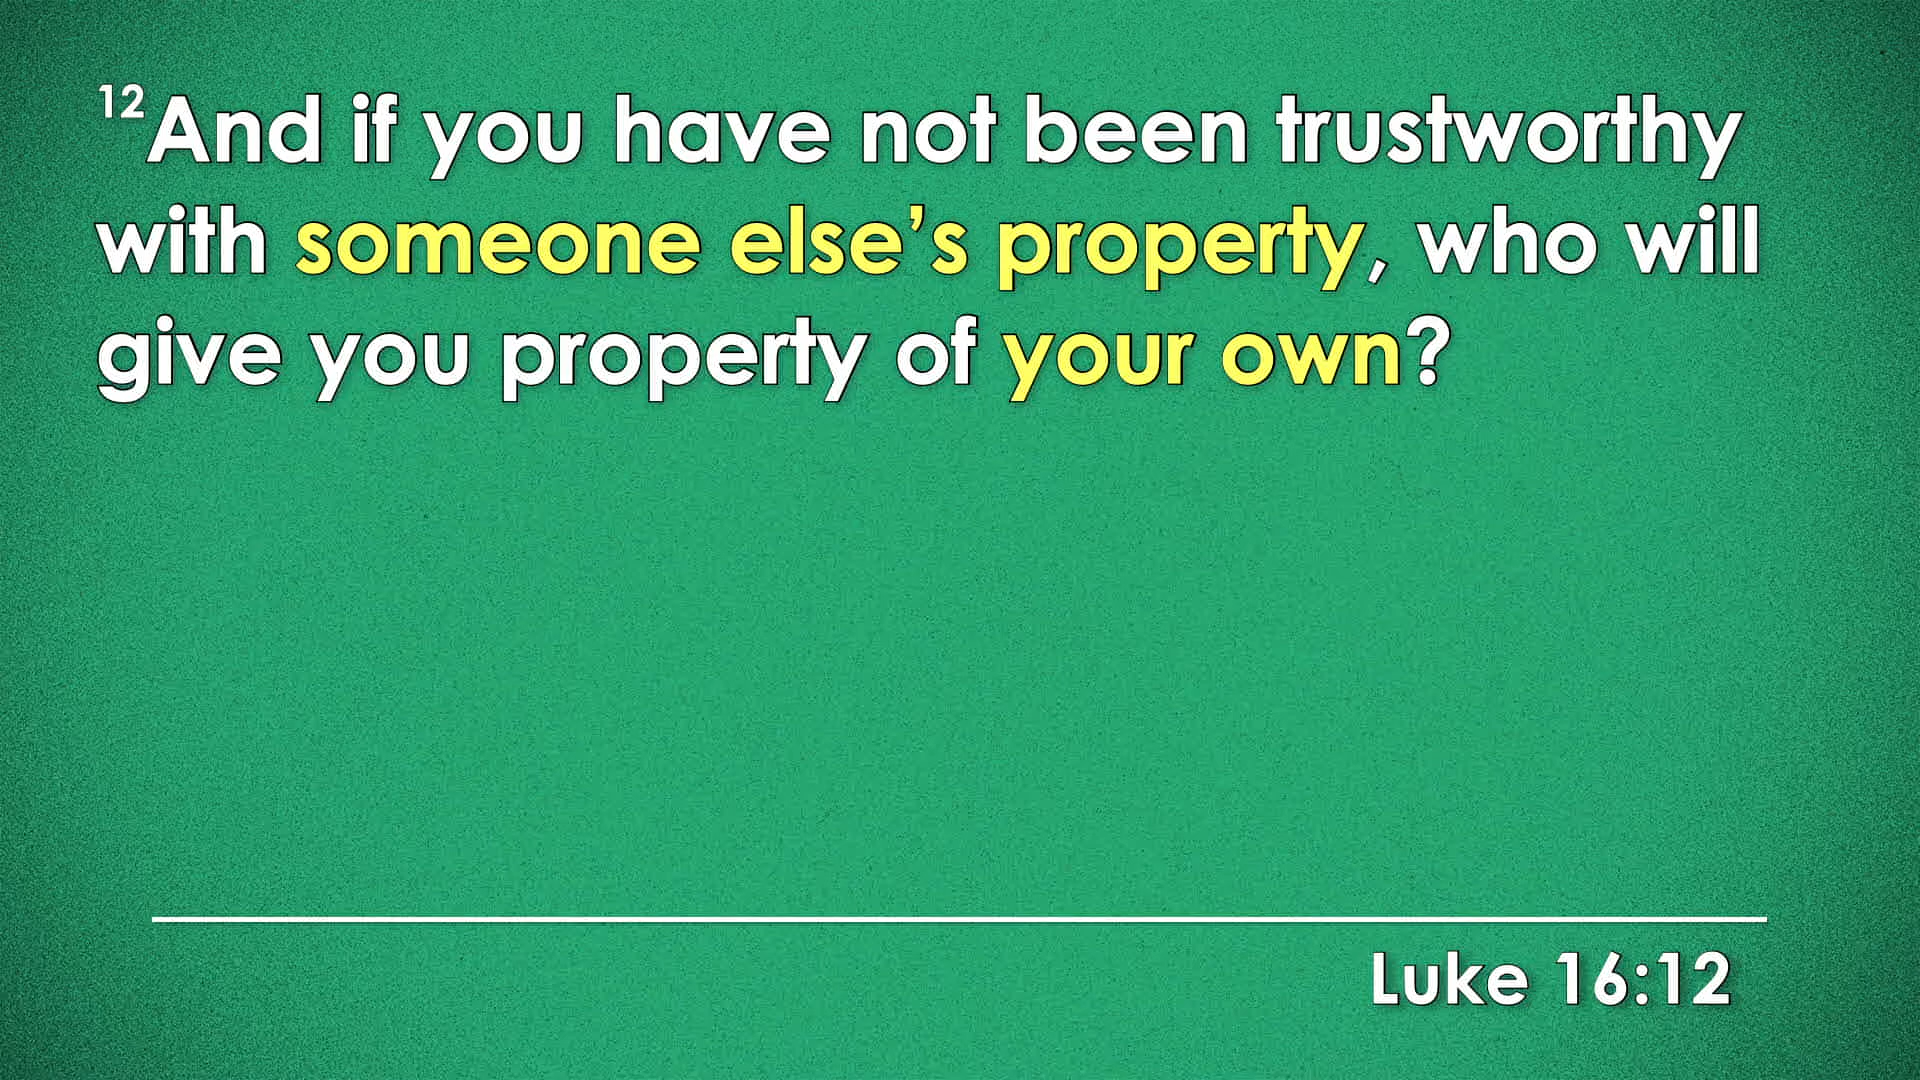 12And if you have not been trustworthy
with someone else’s property, who will
give you property of your own?
Luke 16:12